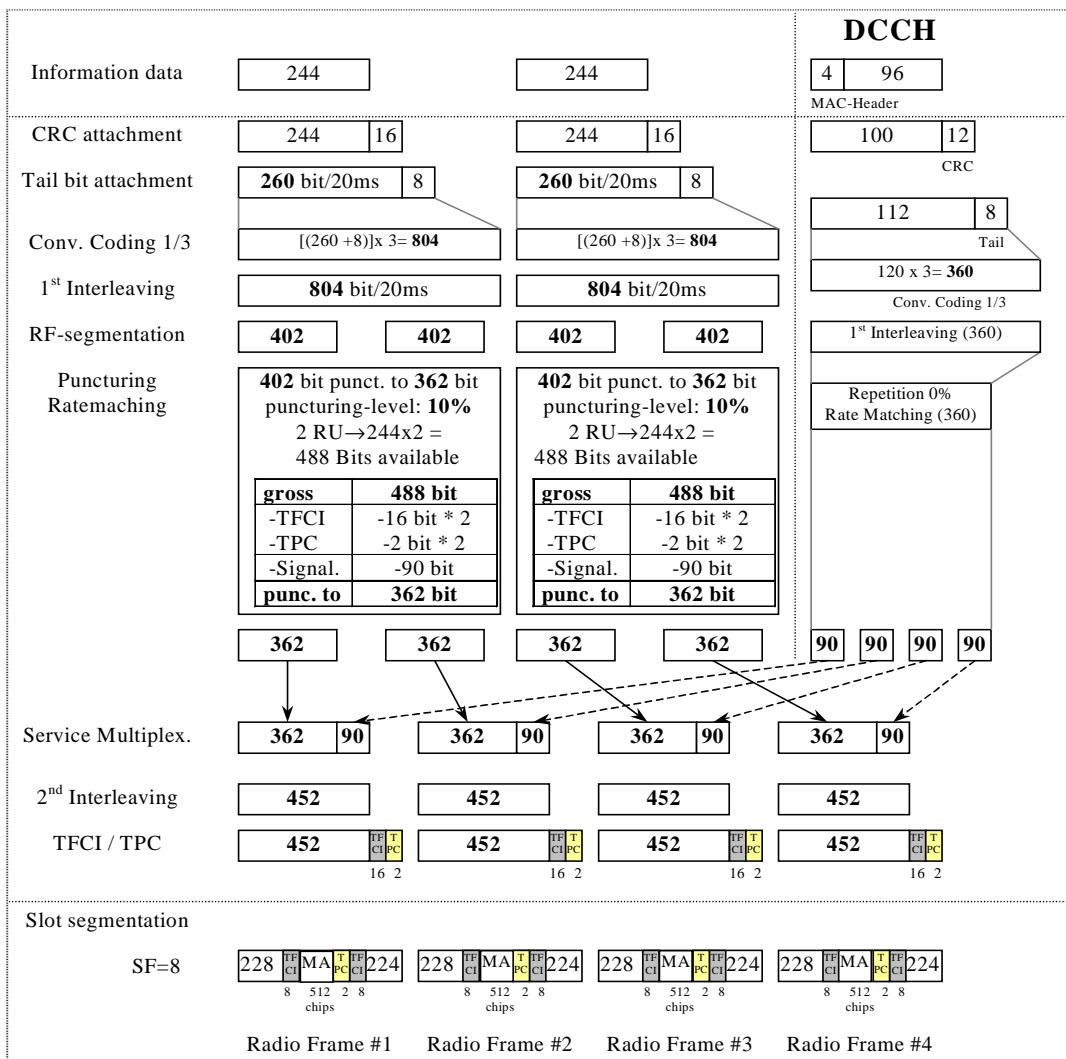 DCCH
Information data
244
244
4 96
MAC-Header
CRC attachment
244 16
244 16
100 12
CRC
Tail bit attachment
260 bit/20ms 8
260 bit/20ms 8
112 8
Tail
Conv. Coding 1/3
[(260 +8)]x 3= 804
[(260 +8)]x 3= 804
120 x 3= 360
Conv. Coding 1/3
1st Interleaving
804 bit/20ms
804 bit/20ms
1st Interleaving (360)
RF-segmentation
402 402 402 402
Puncturing
Ratemaching
402 bit punct. to 362 bit
puncturing-level: 10%
2 RU→244x2 =
488 Bits available
gross 488 bit
-TFCI -16 bit * 2
-TPC -2 bit * 2
-Signal. -90 bit
punc. to 362 bit
402 bit punct. to 362 bit
puncturing-level: 10%
2 RU→244x2 =
488 Bits available
gross 488 bit
-TFCI -16 bit * 2
-TPC -2 bit * 2
-Signal. -90 bit
punc. to 362 bit
Repetition 0%
Rate Matching (360)
362 362 362 362
90 90 90 90
Service Multiplex.
362 90 362 90 362 90 362 90
2nd Interleaving
452 452 452 452
TFCI / TPC
452 TF CI T PC 452 TF CI T PC 452 TF CI T PC 452 TF CI T PC
16 2 16 2 16 2 16 2
Slot segmentation
SF=8
228 TF CI MA T PC TF CI 224 228 TF CI MA T PC TF CI 224 228 TF CI MA T PC TF CI 224 228 TF CI MA T PC TF CI 224
8 512 2 8 8 512 2 8 8 512 2 8 8 512 2 8
chips chips chips chips
Radio Frame #1 Radio Frame #2 Radio Frame #3 Radio Frame #4